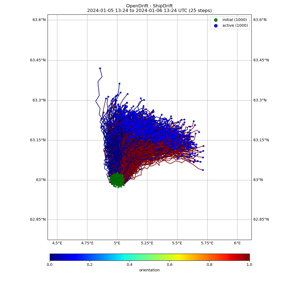 OpenDrift - ShipDrift
2024-01-05 13:24 to 2024-01-06 13:24 UTC (25 steps)
63.6°N 63.6°N
initial (1000)
active (1000)
63.45°N 63.45°N
63.3°N 63.3°N
63.15°N 63.15°N
63°N 63°N
62.85°N 62.85°N
4.5°E 4.75°E 5°E 5.25°E 5.5°E 5.75°E 6°E
0.0 0.2 0.4 0.6 0.8 1.0
orientation